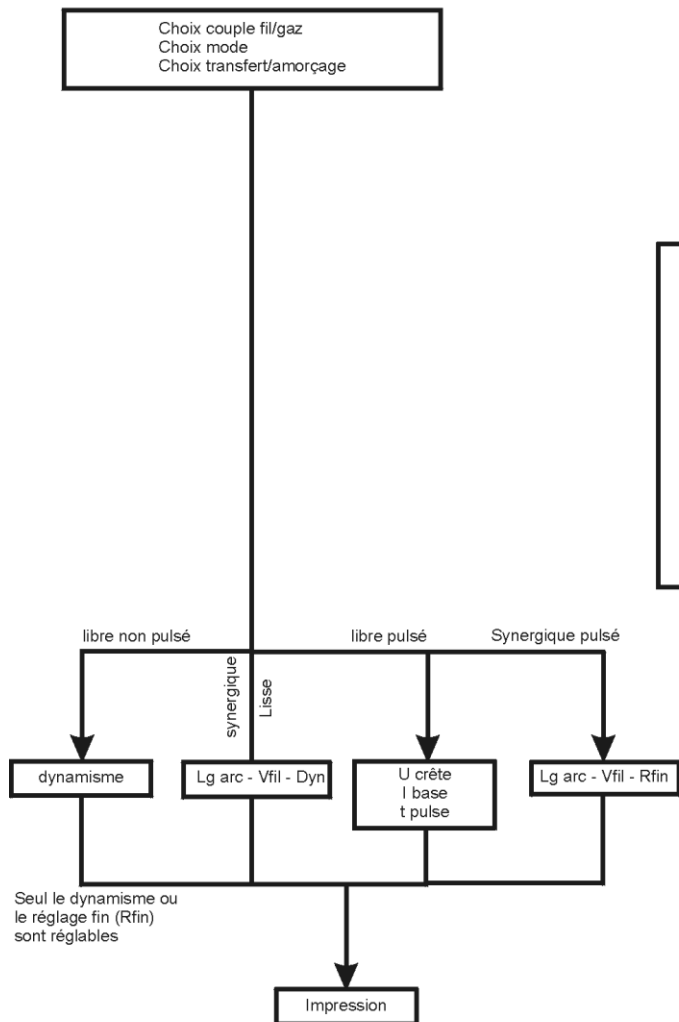 Choix couple fil/gaz
Choix mode
Choix transfert/amorçage
libre non pulsé
synergique
Lisse
libre pulsé
Synergique pulsé
dynamisme
Lg arc - Vfil - Dyn
U crête
I base
t pulse
Lg arc - Vfil - Rfin
Seul le dynamisme ou
le réglage fin (Rfin)
sont réglables
Impression